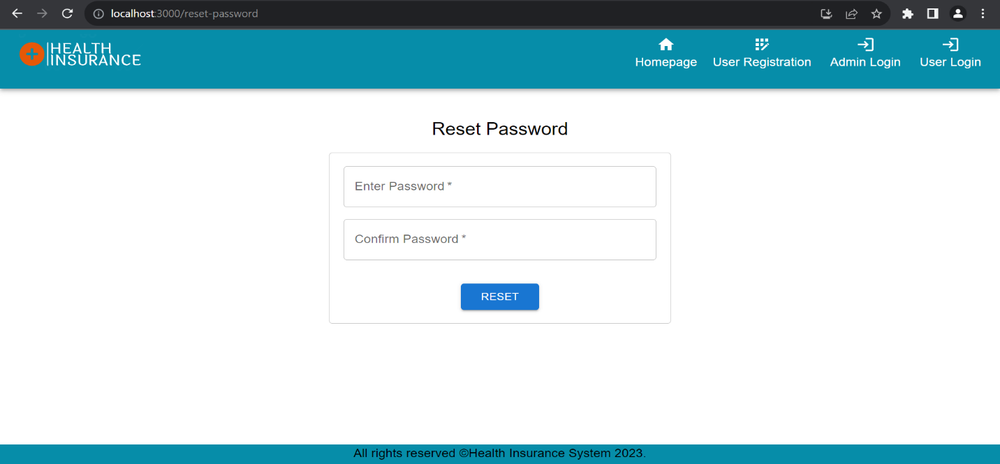 localhost:3000/reset-password
HEALTH
INSURANCE
Homepage
User Registration
Admin Login
User Login
Reset Password
Enter Password *
Confirm Password *
RESET
All rights reserved ©Health Insurance System 2023.